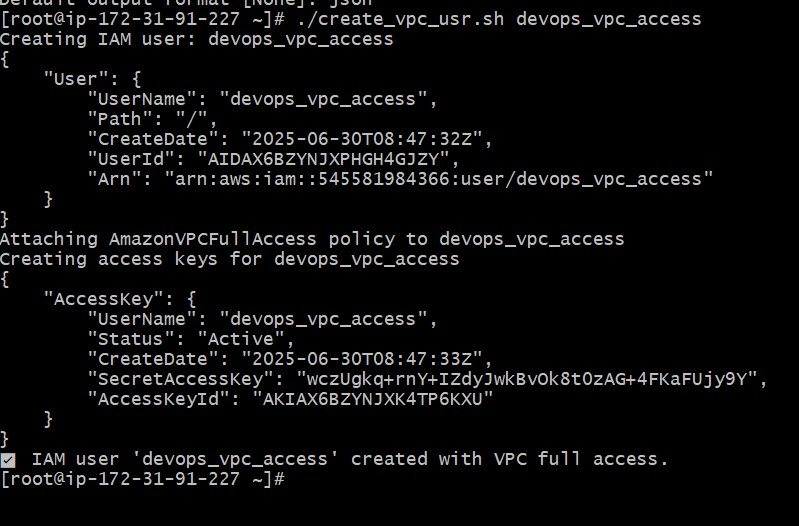 Default output format [None]: json
[root@ip-172-31-91-227 ~]# ./create_vpc_usr.sh devops_vpc_access
Creating IAM user: devops_vpc_access
{
    "User": {
        "UserName": "devops_vpc_access",
        "Path": "/",
        "CreateDate": "2025-06-30T08:47:32Z",
        "UserId": "AIDAX6BZYNJXPHGH4GJZY",
        "Arn": "arn:aws:iam::545581984366:user/devops_vpc_access"
    }
}
Attaching AmazonVPCFullAccess policy to devops_vpc_access
Creating access keys for devops_vpc_access
{
    "AccessKey": {
        "UserName": "devops_vpc_access",
        "Status": "Active",
        "CreateDate": "2025-06-30T08:47:33Z",
        "SecretAccessKey": "wczUgkq+rnY+IZdyJwkBvOk8tOzAG+4FKaFUjy9Y",
        "AccessKeyId": "AKIAX6BZYNJXK4TP6KXU"
    }
}
☑ IAM user 'devops_vpc_access' created with VPC full access.
[root@ip-172-31-91-227 ~]#